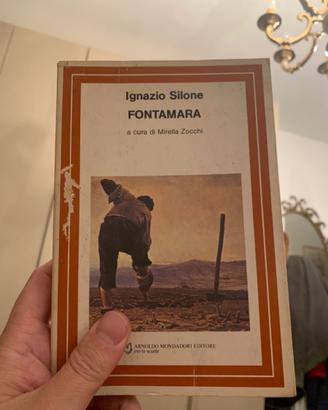 Ignazio Silone
FONTAMARA
a cura di Mirella Zocchi
ARNOLDO MONDADORI EDITORE
per la scuola